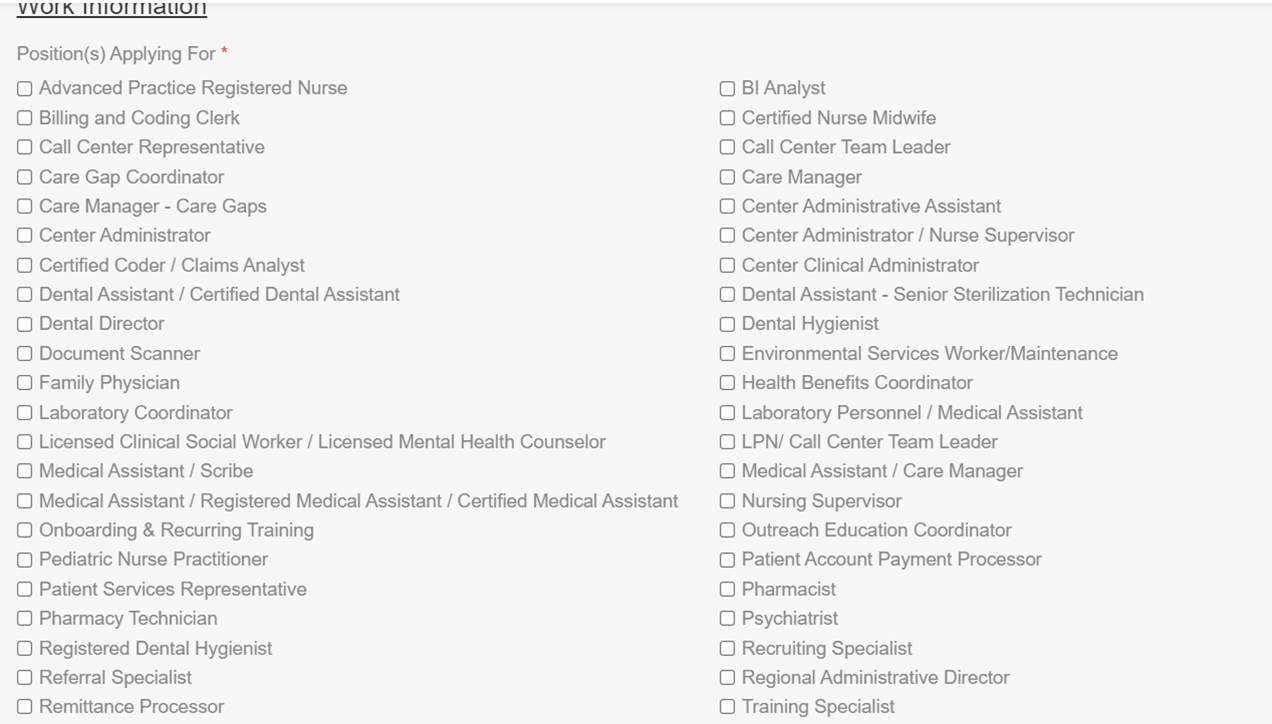 Work Information
Position(s) Applying For *
Advanced Practice Registered Nurse
BI Analyst
Billing and Coding Clerk
Certified Nurse Midwife
Call Center Representative
Call Center Team Leader
Care Gap Coordinator
Care Manager
Care Manager - Care Gaps
Center Administrative Assistant
Center Administrator
Center Administrator / Nurse Supervisor
Certified Coder / Claims Analyst
Center Clinical Administrator
Dental Assistant / Certified Dental Assistant
Dental Assistant - Senior Sterilization Technician
Dental Director
Dental Hygienist
Document Scanner
Environmental Services Worker/Maintenance
Family Physician
Health Benefits Coordinator
Laboratory Coordinator
Laboratory Personnel / Medical Assistant
Licensed Clinical Social Worker / Licensed Mental Health Counselor
LPN/ Call Center Team Leader
Medical Assistant / Scribe
Medical Assistant / Care Manager
Medical Assistant / Registered Medical Assistant / Certified Medical Assistant
Nursing Supervisor
Onboarding & Recurring Training
Outreach Education Coordinator
Pediatric Nurse Practitioner
Patient Account Payment Processor
Patient Services Representative
Pharmacist
Pharmacy Technician
Psychiatrist
Registered Dental Hygienist
Recruiting Specialist
Referral Specialist
Regional Administrative Director
Remittance Processor
Training Specialist